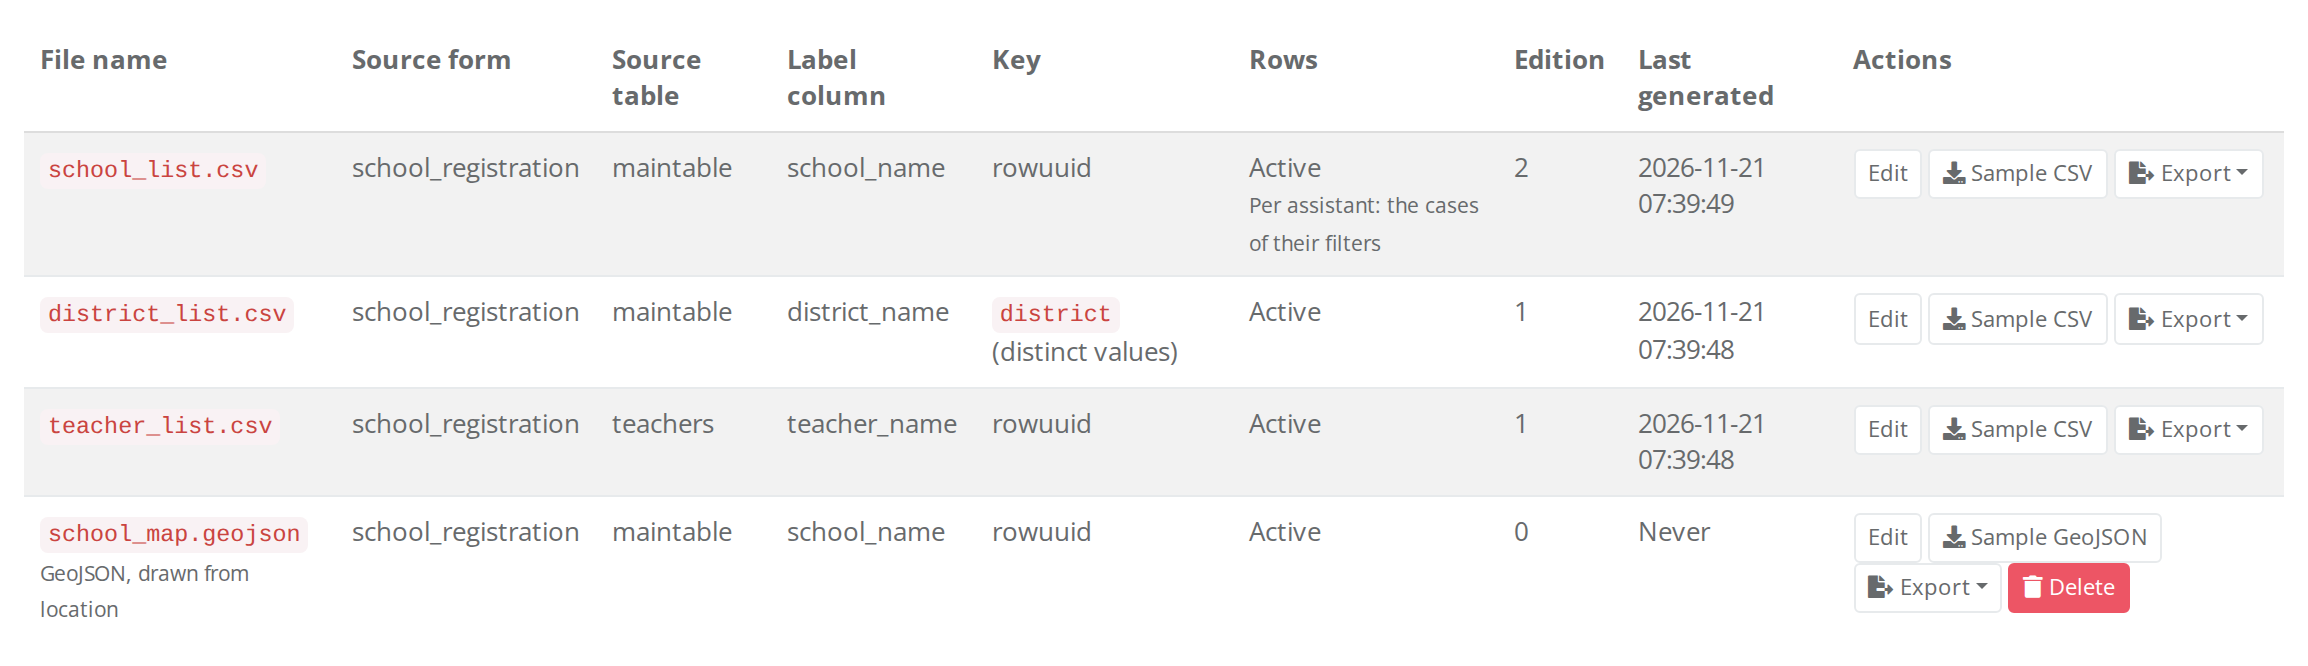 File name Source form Source table Label column Key Rows Edition Last generated Actions
school_list.csv school_registration maintable school_name rowuuid Active 2 2026-11-21 07:39:49 Edit Sample CSV Export
Per assistant: the cases
of their filters
district_list.csv school_registration maintable district_name district (distinct values) Active 1 2026-11-21 07:39:48 Edit Sample CSV Export
teacher_list.csv school_registration teachers teacher_name rowuuid Active 1 2026-11-21 07:39:48 Edit Sample CSV Export
school_map.geojson school_registration maintable school_name rowuuid Active 0 Never Edit Sample GeoJSON
GeoJSON, drawn from
location
Export Delete